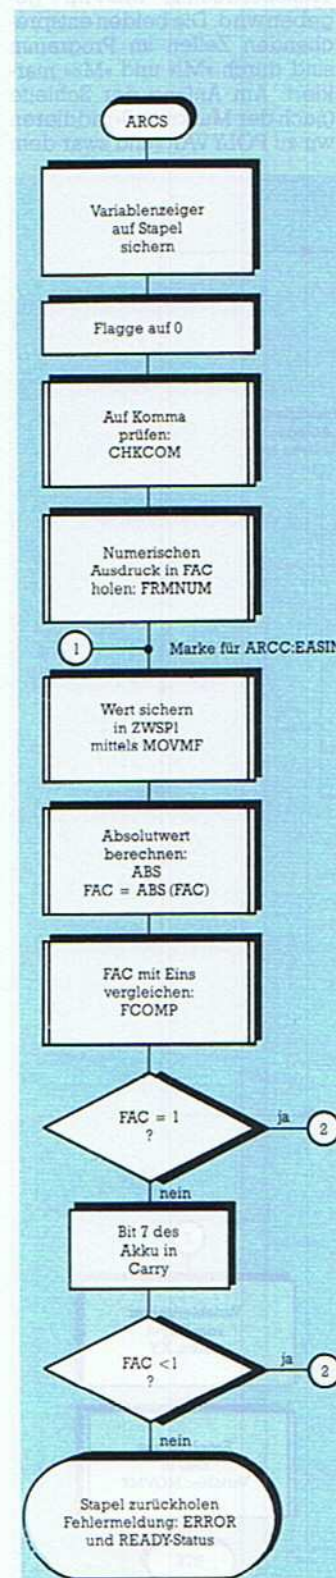 ARCS
Variablenzeiger
auf Stapel
sichern
Flagge auf 0
Auf Komma
prüfen:
CHKCOM
Numerischen
Ausdruck in FAC
holen: FRMNUM
1
Marke für ARCC:EASIN
Wert sichern
in ZWSP1
mittels MOVMF
Absolutwert
berechnen:
ABS
FAC = ABS (FAC)
FAC mit Eins
vergleichen:
FCOMP
FAC = 1
?
ja
2
nein
Bit 7 des
Akku in
Carry
FAC <1
?
ja
2
nein
Stapel zurückholen
Fehlermeldung: ERROR
und READY-Status